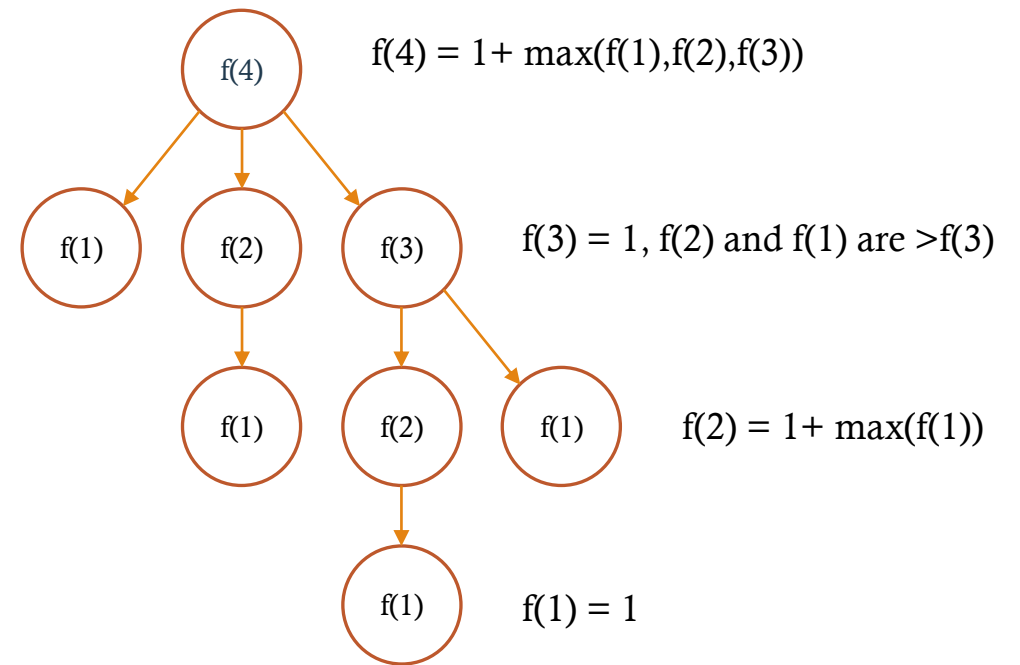 f(4)
f(4) = 1+ max(f(1),f(2),f(3))
f(1)
f(2)
f(3)
f(3) = 1, f(2) and f(1) are >f(3)
f(1)
f(2)
f(1)
f(2) = 1+ max(f(1))
f(1)
f(1) = 1